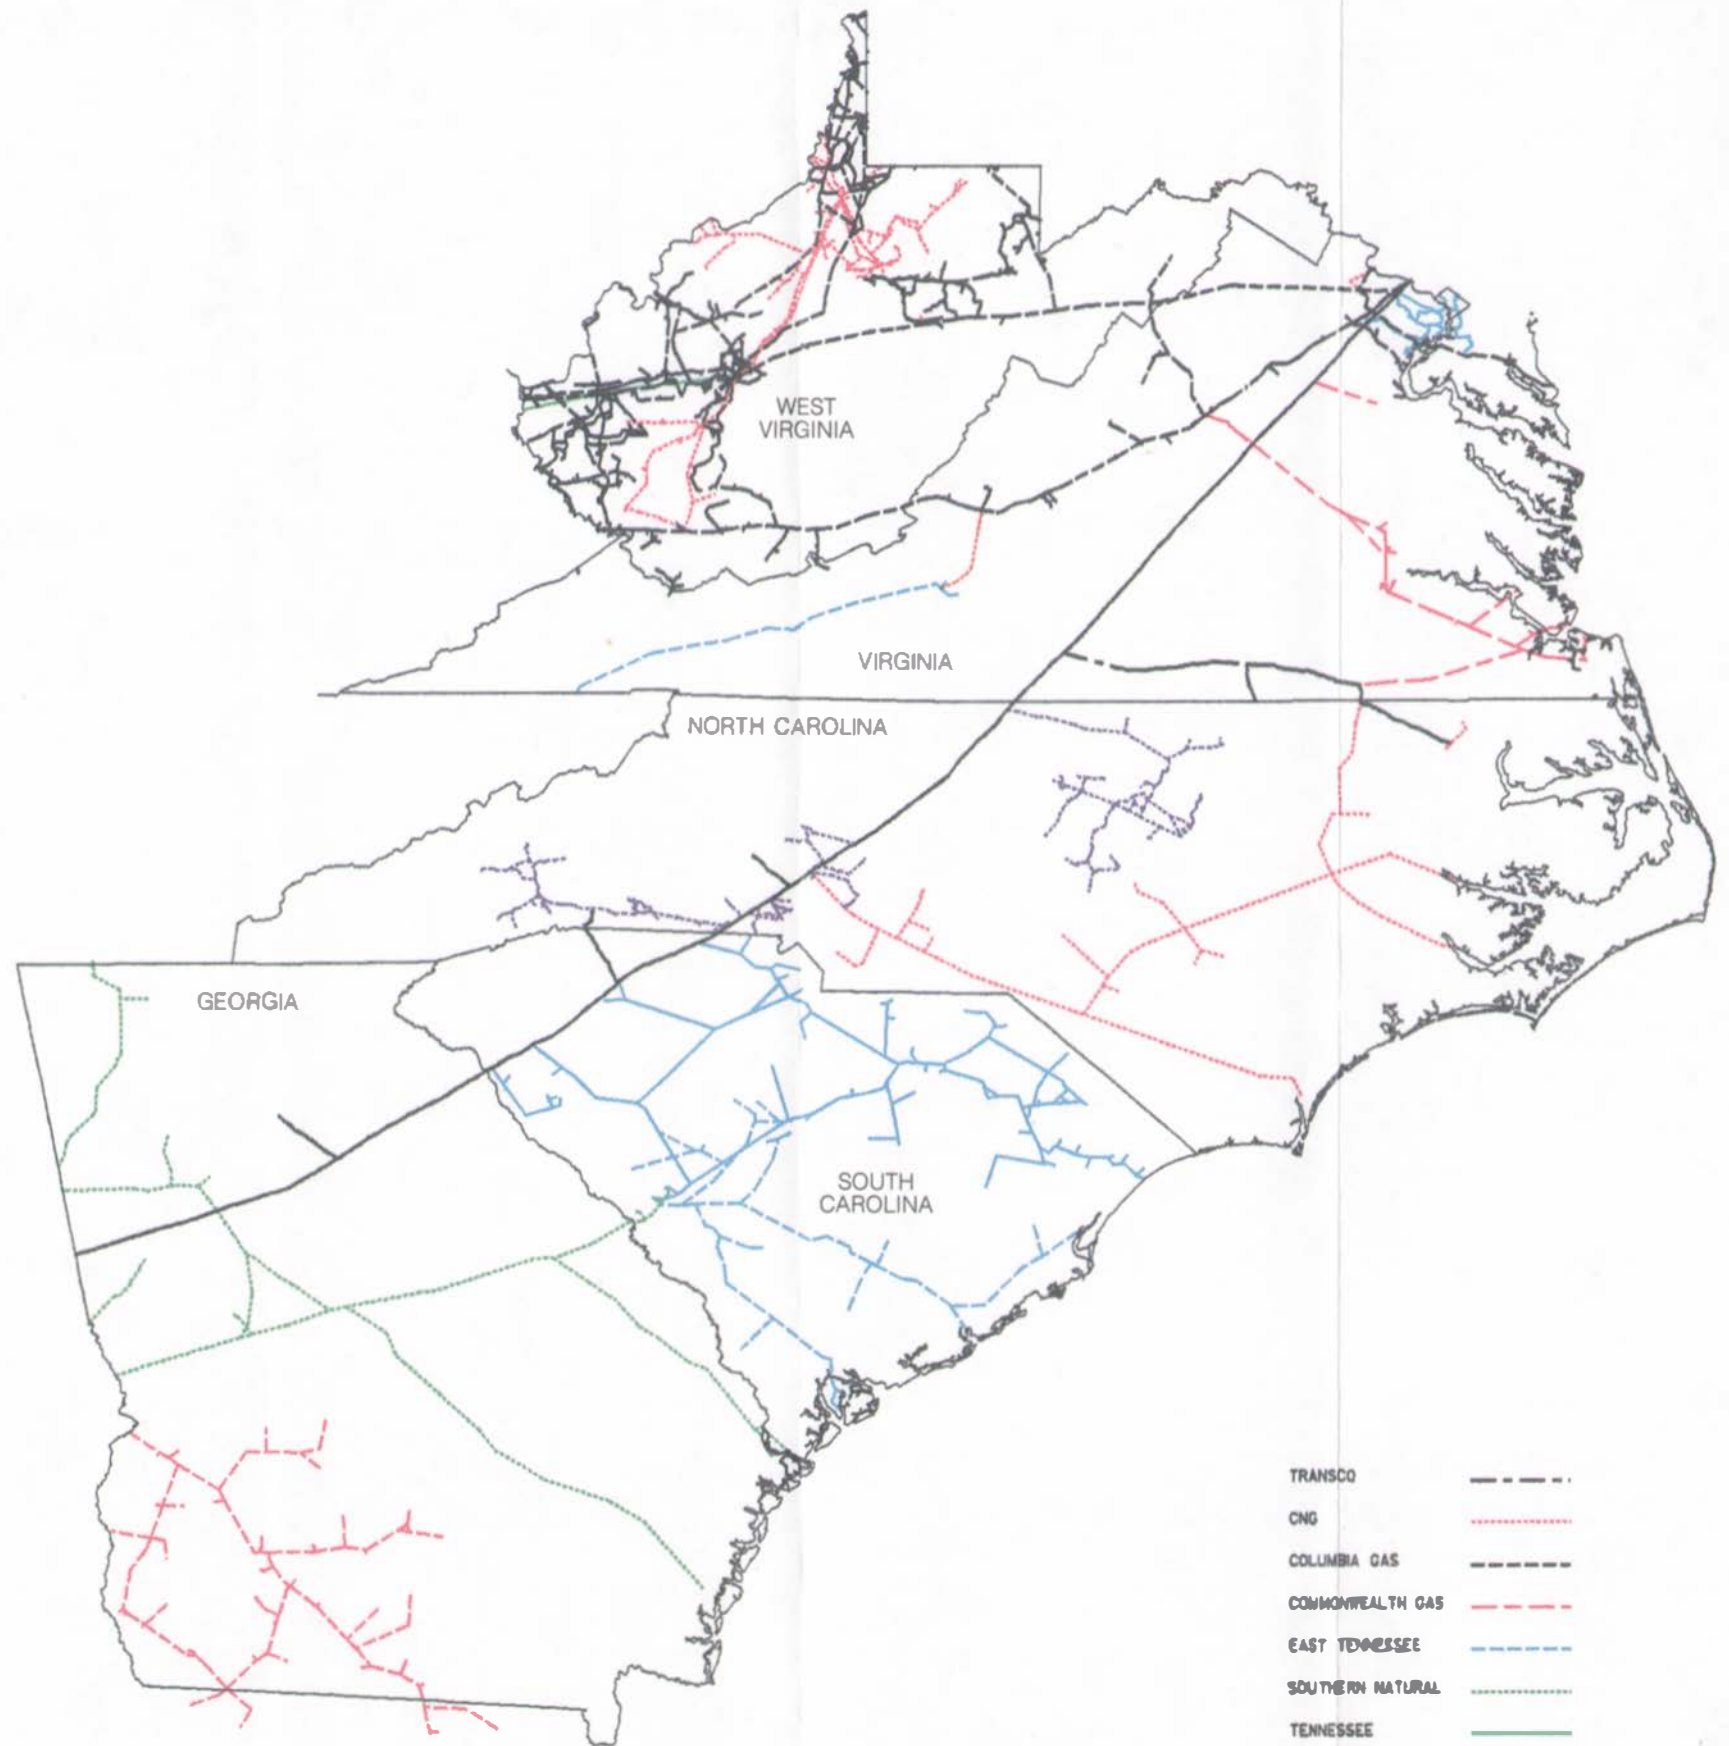 WEST
VIRGINIA
VIRGINIA
NORTH CAROLINA
GEORGIA
SOUTH
CAROLINA
TRANSCO
CNG
COLUMBIA GAS
COMMONWEALTH GAS
EAST TENNESSEE
SOUTHERN NATURAL
TENNESSEE